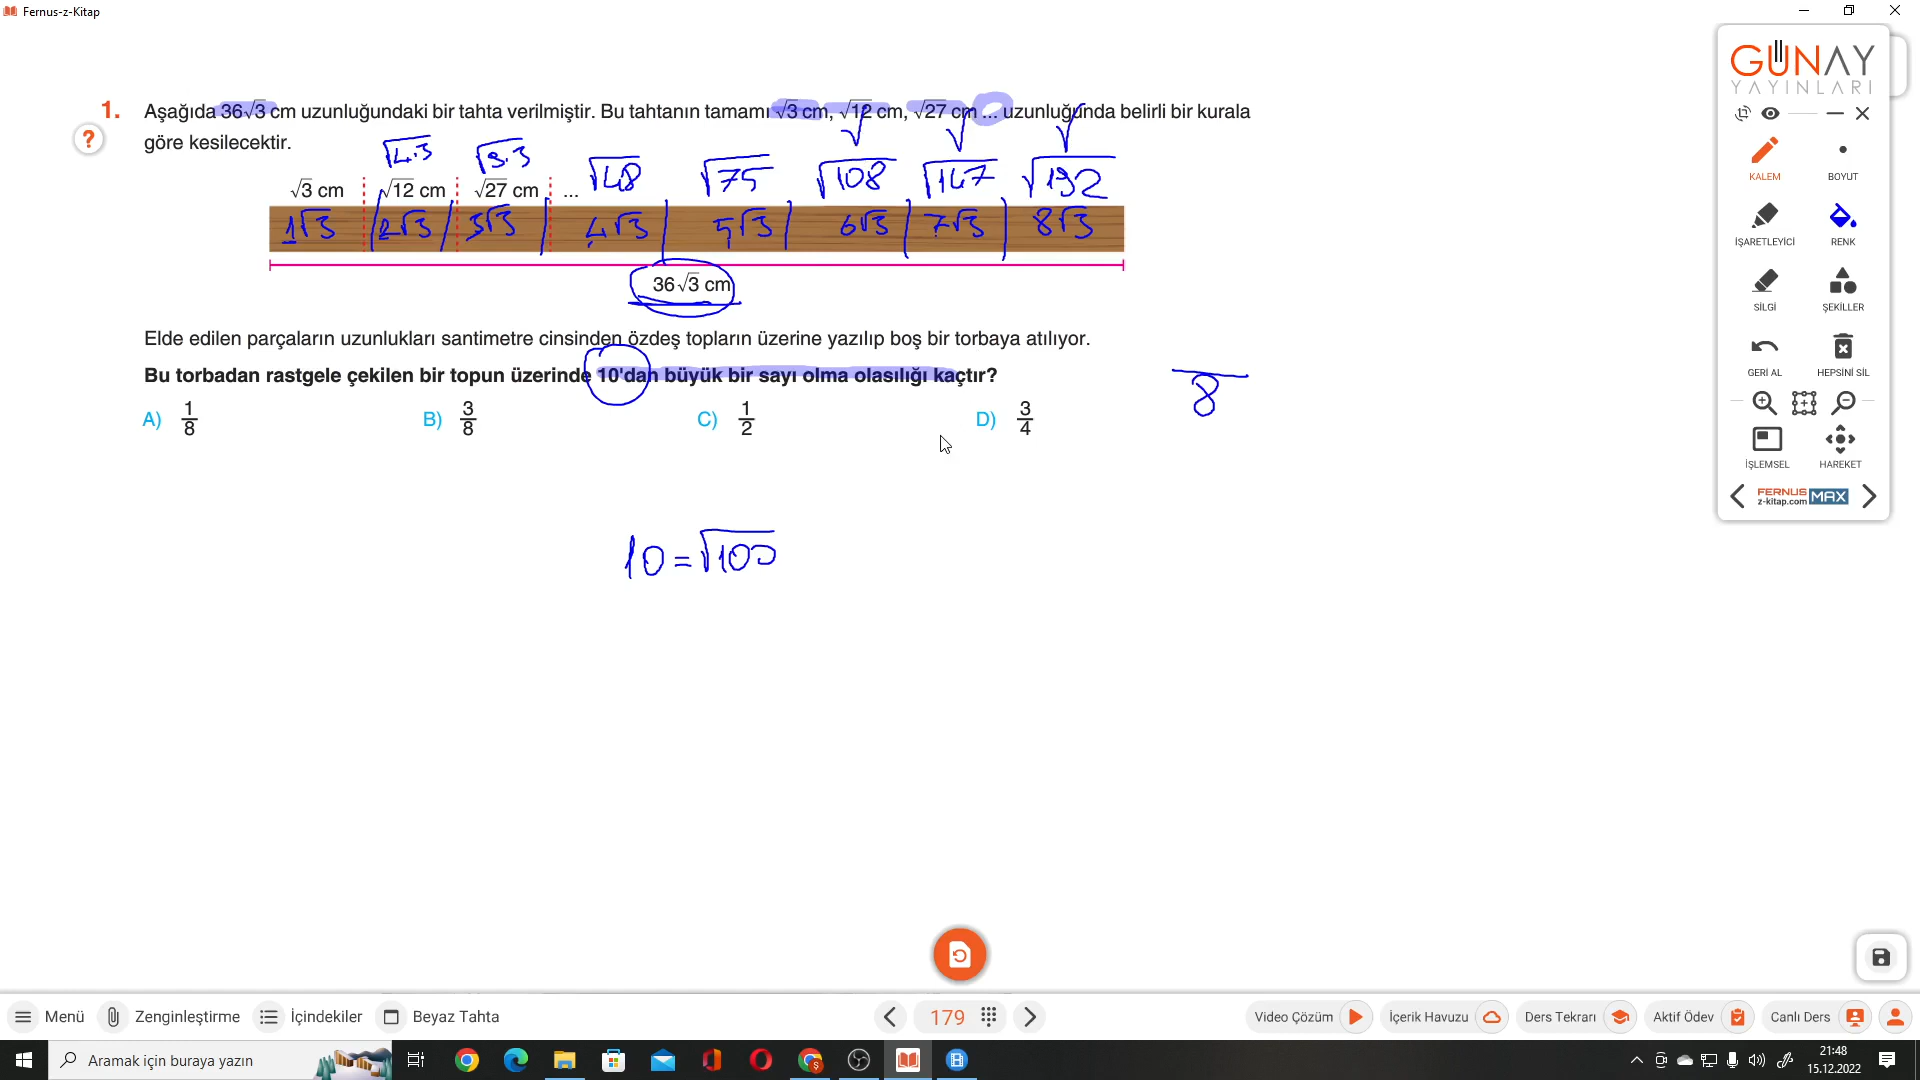 Fernus-z-Kitap
GÜNAY
YAYINLARI
1. Aşağıda 36√3 cm uzunluğundaki bir tahta verilmiştir. Bu tahtanın tamamı √3 cm, √12 cm, √27 cm ... uzunluğunda belirli bir kurala
? göre kesilecektir.
√4.3 √9.3
√3 cm √12 cm √27 cm ... √48 √75 √108 √147 √192
1√3 2√3 3√3 4√3 5√3 6√3 7√3 8√3
36√3 cm
Elde edilen parçaların uzunlukları santimetre cinsinden özdeş topların üzerine yazılıp boş bir torbaya atılıyor.
Bu torbadan rastgele çekilen bir topun üzerinde 10'dan büyük bir sayı olma olasılığı kaçtır?
8
A) 1/8 B) 3/8 C) 1/2 D) 3/4
10=√100
KALEM BOYUT
İŞARETLEYİCİ RENK
SİLGİ ŞEKİLLER
GERİ AL HEPSİNİ SİL
İŞLEMSEL HAREKET
FERNUS
z-kitap.com MAX
Menü Zenginleştirme İçindekiler Beyaz Tahta 179 Video Çözüm İçerik Havuzu Ders Tekrarı Aktif Ödev Canlı Ders
Aramak için buraya yazın
21:48
15.12.2022